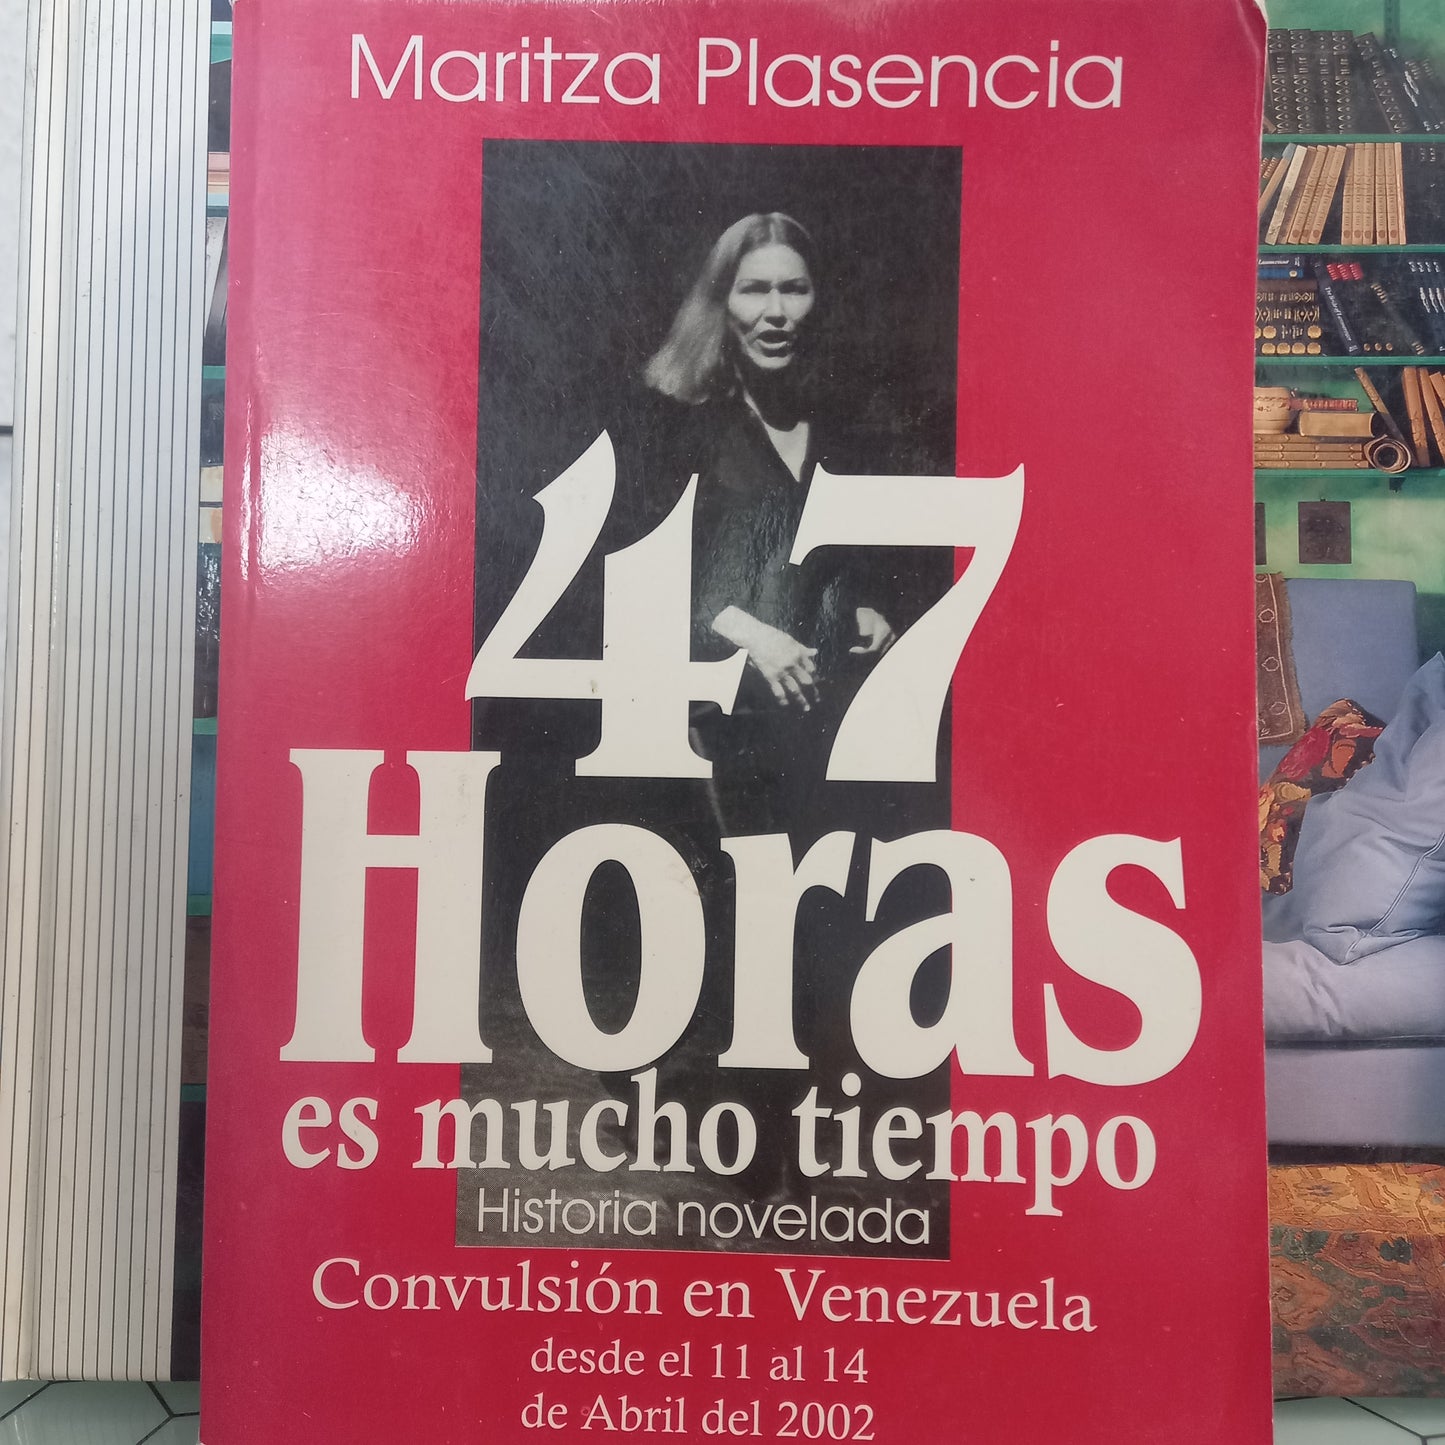 Maritza Plasencia
47
Horas
es mucho tiempo
Historia novelada
Convulsión en Venezuela
desde el 11 al 14
de Abril del 2002